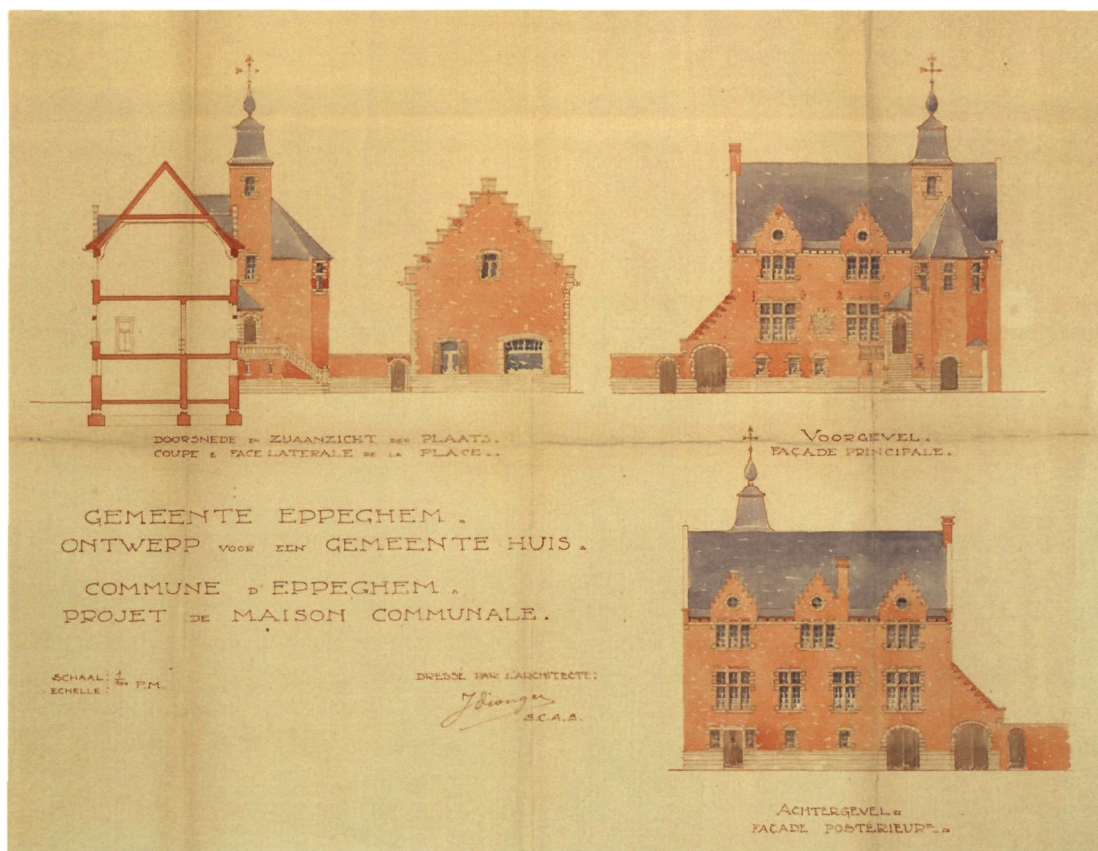 DOORSNEDE EN ZIJAANZICHT DER PLAATS.
COUPE & FACE LATERALE DE LA PLACE..
VOORGEVEL.
FAÇADE PRINCIPALE.
GEMEENTE EPPEGHEM.
ONTWERP VOOR EEN GEMEENTE HUIS.
COMMUNE D'EPPEGHEM.
PROJET DE MAISON COMMUNALE.
SCHAAL:
ECHELLE: P.M.
DRESSÉ PAR L'ARCHITECTE:
S.C.A.B.
ACHTERGEVEL.
FAÇADE POSTÉRIEURE.